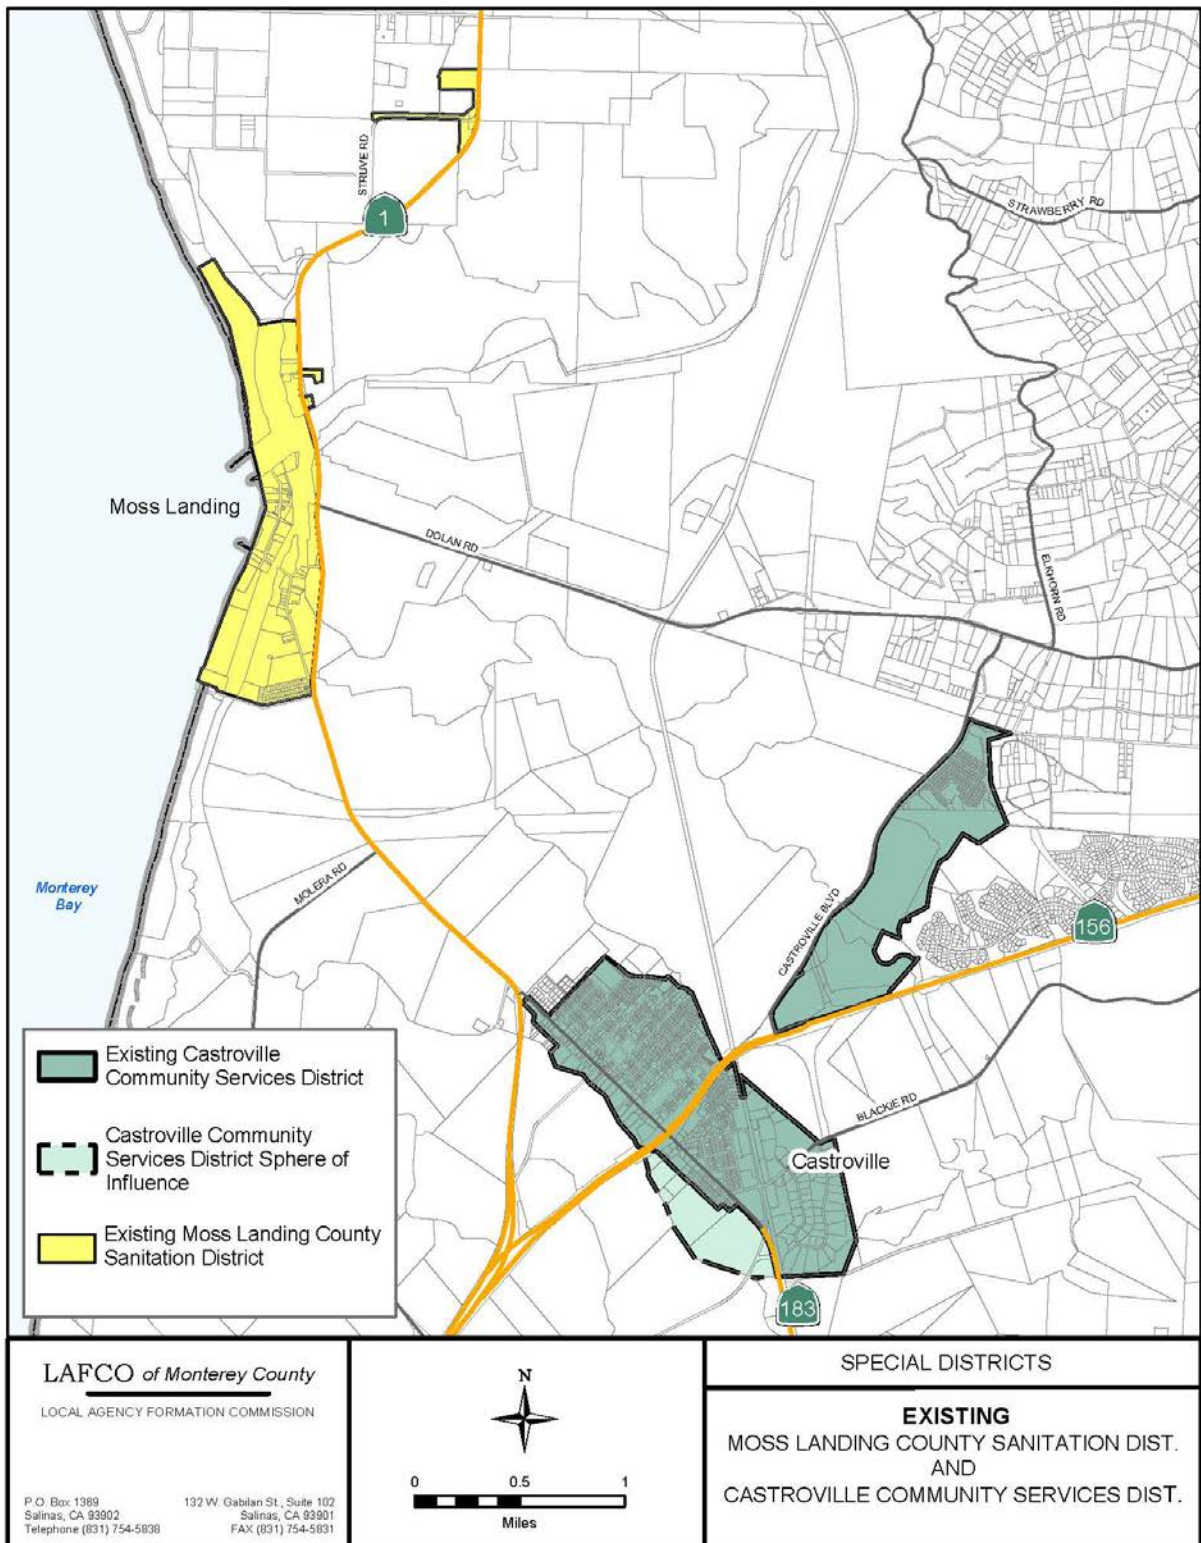 STRUVE RD
1
STRAWBERRY RD
Moss Landing
DOLAN RD
ELKHORN RD
Monterey
Bay
MOLERA RD
CASTROVILLE BLVD
156
BLACKIE RD
Castroville
183
Existing Castroville
Community Services District
Castroville Community
Services District Sphere of
Influence
Existing Moss Landing County
Sanitation District
LAFCO of Monterey County
LOCAL AGENCY FORMATION COMMISSION
P.O. Box 1369
Salinas, CA 93902
Telephone (831) 754-5838
132 W. Gabilan St., Suite 102
Salinas, CA 93901
FAX (831) 754-5831
N
0 0.5 1
Miles
SPECIAL DISTRICTS
EXISTING
MOSS LANDING COUNTY SANITATION DIST.
AND
CASTROVILLE COMMUNITY SERVICES DIST.